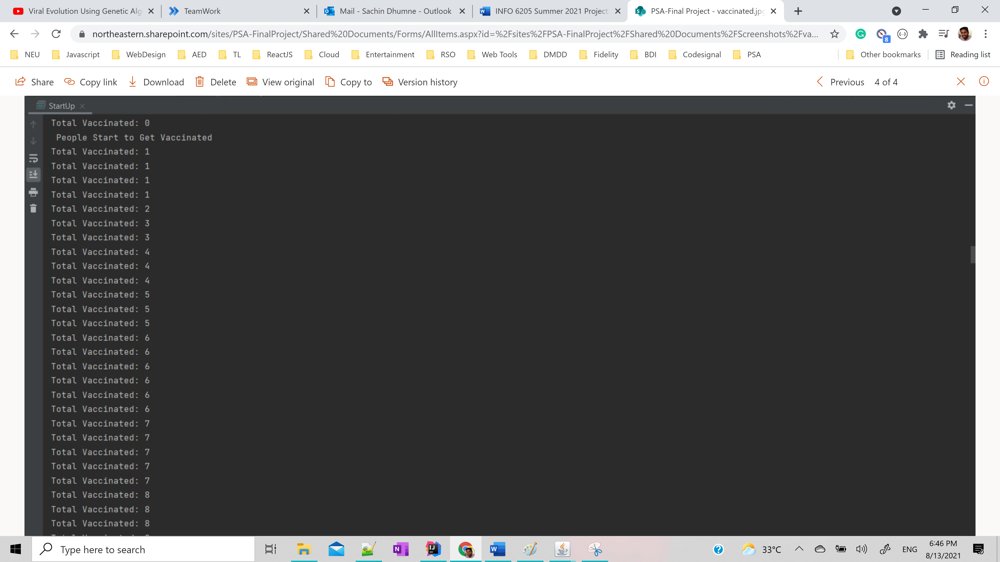 Viral Evolution Using Genetic Alg
TeamWork
Mail - Sachin Dhumne - Outlook
INFO 6205 Summer 2021 Project.
PSA-Final Project - vaccinated.jpg
northeastern.sharepoint.com/sites/PSA-FinalProject/Shared%20Documents/Forms/AllItems.aspx?id=%2Fsites%2FPSA-FinalProject%2FShared%20Documents%2FScreenshots%2Fva...
8
NEU
Javascript
WebDesign
AED
TL
ReactJS
Cloud
Entertainment
RSO
Web Tools
DMDD
Fidelity
BDI
Codesignal
PSA
Other bookmarks
Reading list
Share
Copy link
Download
Delete
View original
Copy to
Version history
Previous
4 of 4
StartUp
Total Vaccinated: 0
People Start to Get Vaccinated
Total Vaccinated: 1
Total Vaccinated: 1
Total Vaccinated: 1
Total Vaccinated: 1
Total Vaccinated: 2
Total Vaccinated: 3
Total Vaccinated: 3
Total Vaccinated: 4
Total Vaccinated: 4
Total Vaccinated: 4
Total Vaccinated: 5
Total Vaccinated: 5
Total Vaccinated: 5
Total Vaccinated: 6
Total Vaccinated: 6
Total Vaccinated: 6
Total Vaccinated: 6
Total Vaccinated: 6
Total Vaccinated: 6
Total Vaccinated: 7
Total Vaccinated: 7
Total Vaccinated: 7
Total Vaccinated: 7
Total Vaccinated: 7
Total Vaccinated: 8
Total Vaccinated: 8
Total Vaccinated: 8
Type here to search
33°C
ENG
6:46 PM
8/13/2021